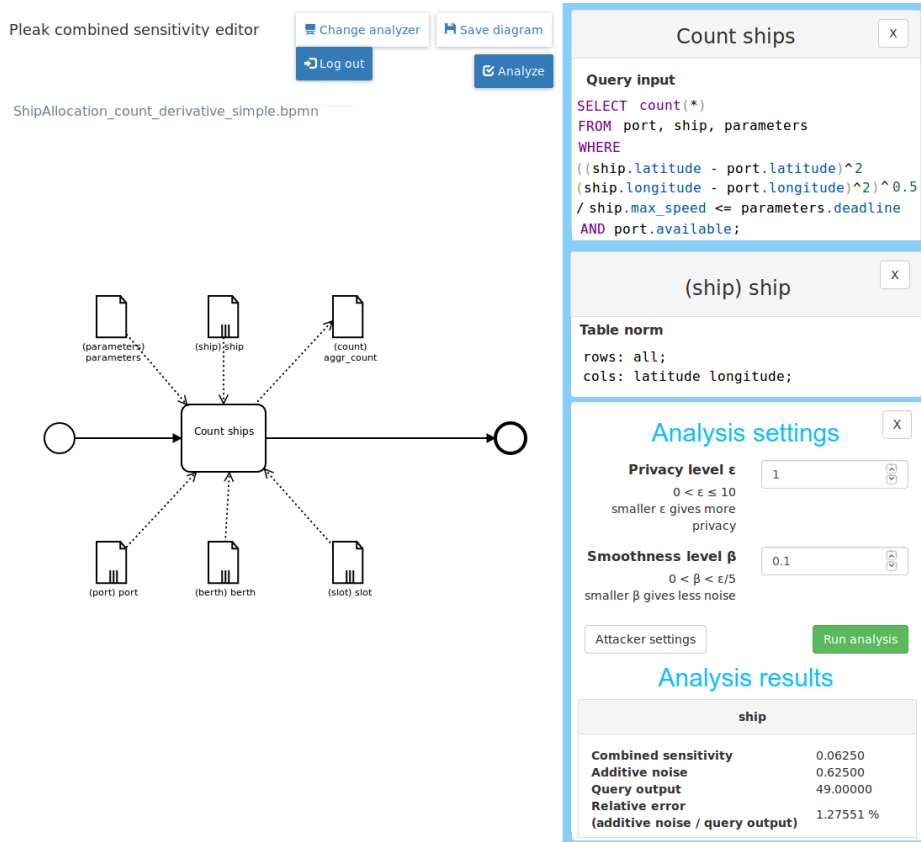 Pleak combined sensitivity editor
Change analyzer
Save diagram
Log out
Analyze
ShipAllocation_count_derivative_simple.bpmn
(parameters)
parameters
(ship) ship
(count)
aggr_count
Count ships
(port) port
(berth) berth
(slot) slot
Count ships
X
Query input
SELECT count(*)
FROM port, ship, parameters
WHERE
((ship.latitude - port.latitude)^2
(ship.longitude - port.longitude)^2)^0.5
/ ship.max_speed <= parameters.deadline
AND port.available;
(ship) ship
X
Table norm
rows: all;
cols: latitude longitude;
Analysis settings
X
Privacy level ε
1
0 < ε ≤ 10
smaller ε gives more
privacy
Smoothness level β
0.1
0 < β < ε/5
smaller β gives less noise
Attacker settings
Run analysis
Analysis results
ship
Combined sensitivity 0.06250
Additive noise 0.62500
Query output 49.00000
Relative error
(additive noise / query output) 1.27551 %